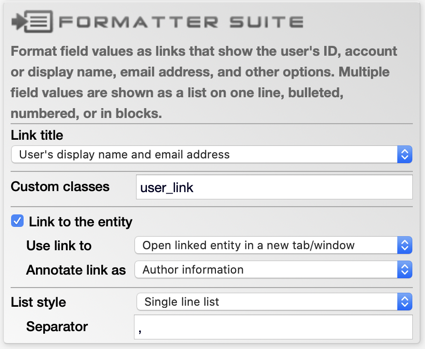 FORMATTER SUITE
Format field values as links that show the user's ID, account
or display name, email address, and other options. Multiple
field values are shown as a list on one line, bulleted,
numbered, or in blocks.
Link title
User's display name and email address
Custom classes user_link
Link to the entity
Use link to Open linked entity in a new tab/window
Annotate link as Author information
List style Single line list
Separator ,